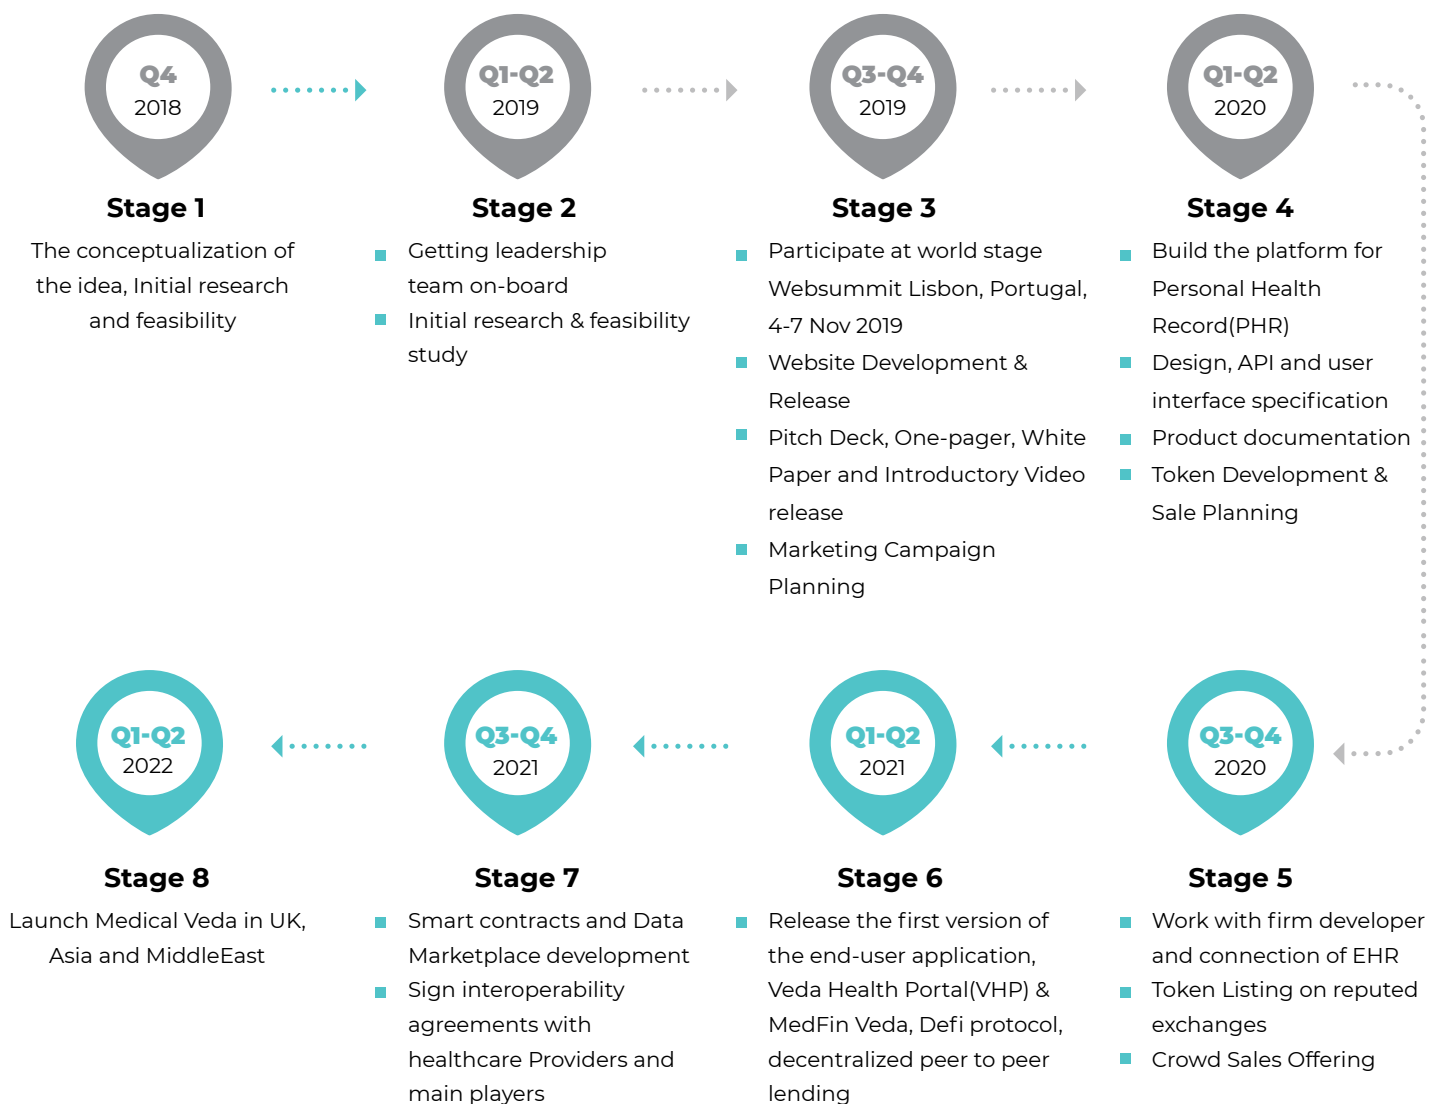 Q4
2018
Stage 1
The conceptualization of
the idea, Initial research
and feasibility
Q1-Q2
2019
Stage 2
Getting leadership
team on-board
Initial research & feasibility
study
Q3-Q4
2019
Stage 3
Participate at world stage
Websummit Lisbon, Portugal,
4-7 Nov 2019
Website Development &
Release
Pitch Deck, One-pager, White
Paper and Introductory Video
release
Marketing Campaign
Planning
Q1-Q2
2020
Stage 4
Build the platform for
Personal Health
Record(PHR)
Design, API and user
interface specification
Product documentation
Token Development &
Sale Planning
Q3-Q4
2020
Stage 5
Work with firm developer
and connection of EHR
Token Listing on reputed
exchanges
Crowd Sales Offering
Q1-Q2
2021
Stage 6
Release the first version of
the end-user application,
Veda Health Portal(VHP) &
MedFin Veda, Defi protocol,
decentralized peer to peer
lending
Q3-Q4
2021
Stage 7
Smart contracts and Data
Marketplace development
Sign interoperability
agreements with
healthcare Providers and
main players
Q1-Q2
2022
Stage 8
Launch Medical Veda in UK,
Asia and MiddleEast